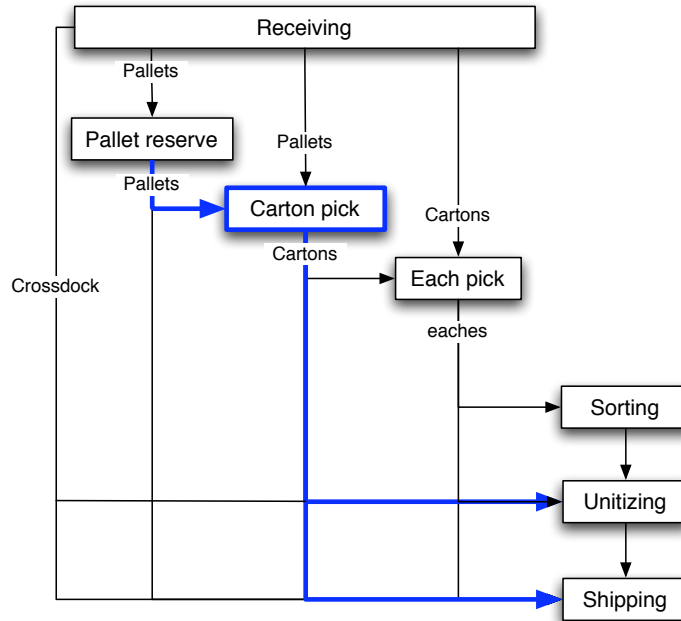 Receiving
Pallets
Pallet reserve
Pallets
Pallets
Carton pick
Cartons
Cartons
Each pick
Crossdock
eaches
Sorting
Unitizing
Shipping